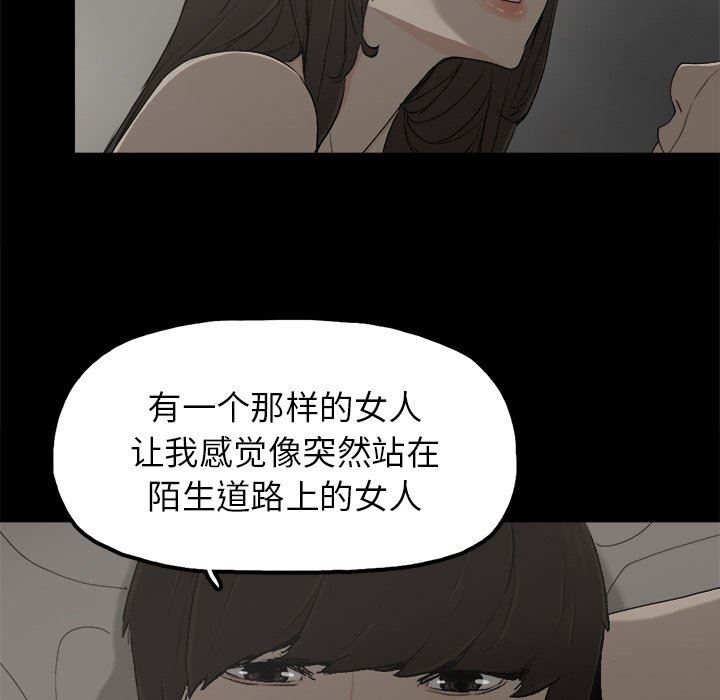 有一个那样的女人
让我感觉像突然站在
陌生道路上的女人